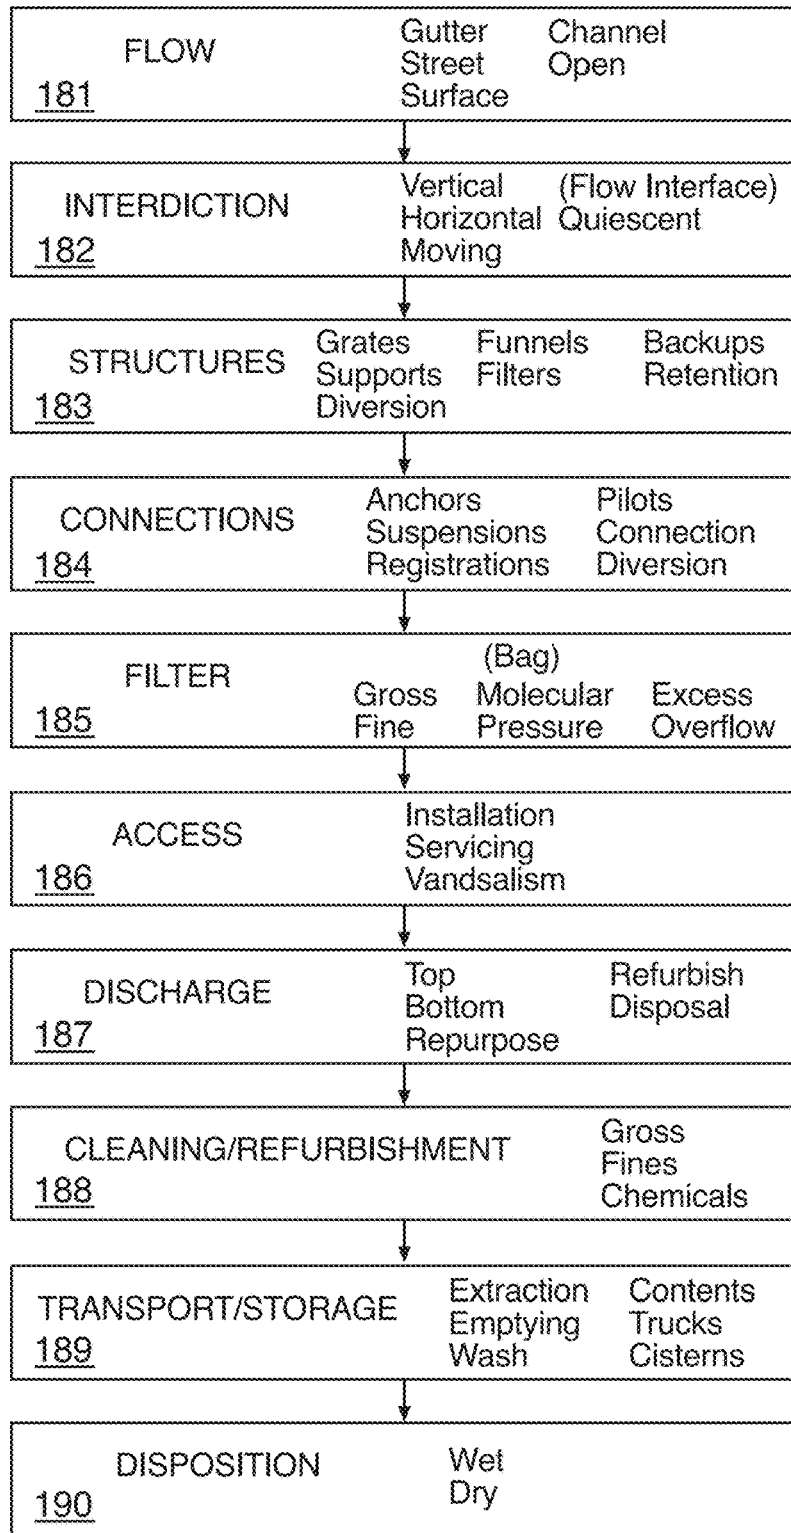 FLOW Gutter Channel
Street Open
181 Surface
INTERDICTION Vertical (Flow Interface)
Horizontal Quiescent
182 Moving
STRUCTURES Grates Funnels Backups
Supports Filters Retention
183 Diversion
CONNECTIONS Anchors Pilots
Suspensions Connection
184 Registrations Diversion
FILTER (Bag)
Gross Molecular Excess
185 Fine Pressure Overflow
ACCESS Installation
Servicing
186 Vandsalism
DISCHARGE Top Refurbish
Bottom Disposal
187 Repurpose
CLEANING/REFURBISHMENT Gross
Fines
188 Chemicals
TRANSPORT/STORAGE Extraction Contents
Emptying Trucks
189 Wash Cisterns
DISPOSITION Wet
Dry
190